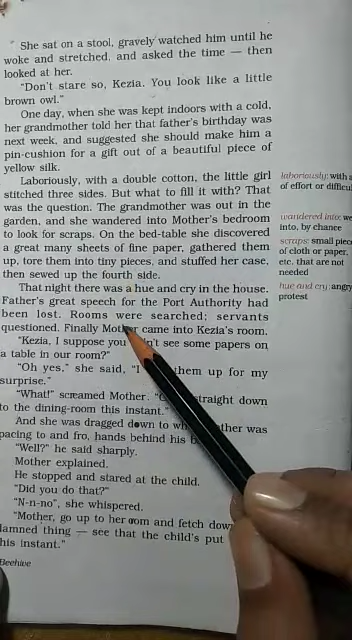 She sat on a stool, gravely watched him until he
woke and stretched, and asked the time — then
looked at her.
"Don't stare so, Kezia. You look like a little
brown owl."
One day, when she was kept indoors with a cold,
her grandmother told her that father's birthday was
next week, and suggested she should make him a
pin-cushion for a gift out of a beautiful piece of
yellow silk.
Laboriously, with a double cotton, the little girl
stitched three sides. But what to fill it with? That
was the question. The grandmother was out in the
garden, and she wandered into Mother's bedroom
to look for scraps. On the bed-table she discovered
a great many sheets of fine paper, gathered them
up, tore them into tiny pieces, and stuffed her case,
then sewed up the fourth side.
That night there was a hue and cry in the house.
Father's great speech for the Port Authority had
been lost. Rooms were searched; servants
questioned. Finally Mother came into Kezia's room.
"Kezia, I suppose you didn't see some papers on
a table in our room?"
"Oh yes," she said, "I them up for my
surprise."
"What!" screamed Mother. straight down
to the dining-room this instant."
And she was dragged down to was
pacing to and fro, hands behind his
"Well?" he said sharply.
Mother explained.
He stopped and stared at the child.
"Did you do that?"
"N-n-no", she whispered.
"Mother, go up to her room and fetch down
damned thing — see that the child's put
this instant."
Beehive
laboriously: with a
of effort or difficul
wandered into: we
into, by chance
scraps: small piece
of cloth or paper,
etc. that are not
needed
hue and cry: angry
protest